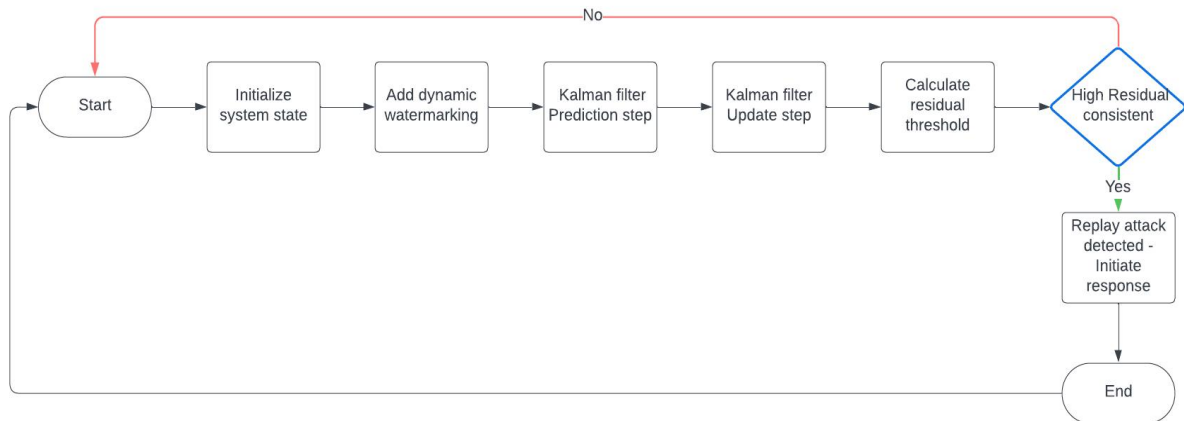 No
Start
Initialize
system state
Add dynamic
watermarking
Kalman filter
Prediction step
Kalman filter
Update step
Calculate
residual
threshold
High Residual
consistent
Yes
Replay attack
detected -
Initiate
response
End